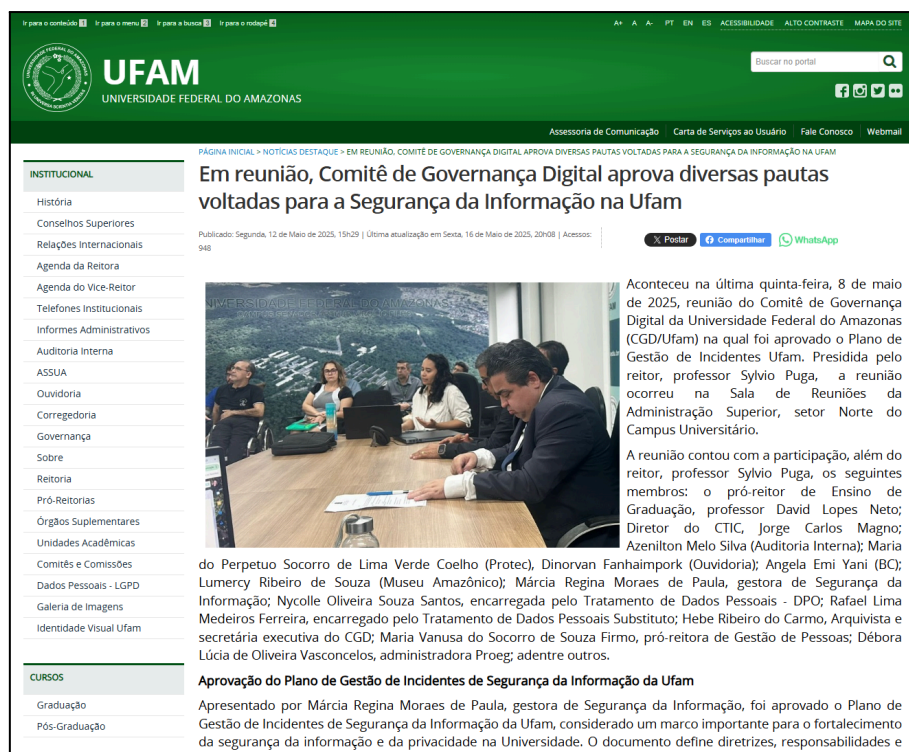 Ir para o conteúdo 1 Ir para o menu 2 Ir para a busca 3 Ir para o rodapé 4
A+ A A- PT EN ES ACESSIBILIDADE ALTO CONTRASTE MAPA DO SITE
UFAM
UNIVERSIDADE FEDERAL DO AMAZONAS
Buscar no portal
Assessoria de Comunicação Carta de Serviços ao Usuário Fale Conosco Webmail
PÁGINA INICIAL > NOTÍCIAS DESTAQUE > EM REUNIÃO, COMITÊ DE GOVERNANÇA DIGITAL APROVA DIVERSAS PAUTAS VOLTADAS PARA A SEGURANÇA DA INFORMAÇÃO NA UFAM
INSTITUCIONAL
História
Conselhos Superiores
Relações Internacionais
Agenda da Reitora
Agenda do Vice-Reitor
Telefones Institucionais
Informes Administrativos
Auditoria Interna
ASSUA
Ouvidoria
Corregedoria
Governança
Sobre
Reitoria
Pró-Reitorias
Órgãos Suplementares
Unidades Acadêmicas
Comitês e Comissões
Dados Pessoais - LGPD
Galeria de Imagens
Identidade Visual Ufam
CURSOS
Graduação
Pós-Graduação
Em reunião, Comitê de Governança Digital aprova diversas pautas
voltadas para a Segurança da Informação na Ufam
Publicado: Segunda, 12 de Maio de 2025, 15h29 | Última atualização em Sexta, 16 de Maio de 2025, 20h08 | Acessos:
948
Postar Compartilhar WhatsApp
UNIVERSIDADE FEDERAL DO AMAZONAS
Aconteceu na última quinta-feira, 8 de maio
de 2025, reunião do Comitê de Governança
Digital da Universidade Federal do Amazonas
(CGD/Ufam) na qual foi aprovado o Plano de
Gestão de Incidentes Ufam. Presidida pelo
reitor, professor Sylvio Puga, a reunião
ocorreu na Sala de Reuniões da
Administração Superior, setor Norte do
Campus Universitário.
A reunião contou com a participação, além do
reitor, professor Sylvio Puga, os seguintes
membros: o pró-reitor de Ensino de
Graduação, professor David Lopes Neto;
Diretor do CTIC, Jorge Carlos Magno;
Azenilton Melo Silva (Auditoria Interna); Maria
do Perpetuo Socorro de Lima Verde Coelho (Protec), Dinorvan Fanhaimpork (Ouvidoria); Angela Emi Yani (BC);
Lumercy Ribeiro de Souza (Museu Amazônico); Márcia Regina Moraes de Paula, gestora de Segurança da
Informação; Nycolle Oliveira Souza Santos, encarregada pelo Tratamento de Dados Pessoais - DPO; Rafael Lima
Medeiros Ferreira, encarregado pelo Tratamento de Dados Pessoais Substituto; Hebe Ribeiro do Carmo, Arquivista e
secretária executiva do CGD; Maria Vanusa do Socorro de Souza Firmo, pró-reitora de Gestão de Pessoas; Débora
Lúcia de Oliveira Vasconcelos, administradora Proeg; adentre outros.
Aprovação do Plano de Gestão de Incidentes de Segurança da Informação da Ufam
Apresentado por Márcia Regina Moraes de Paula, gestora de Segurança da Informação, foi aprovado o Plano de
Gestão de Incidentes de Segurança da Informação da Ufam, considerado um marco importante para o fortalecimento
da segurança da informação e da privacidade na Universidade. O documento define diretrizes, responsabilidades e